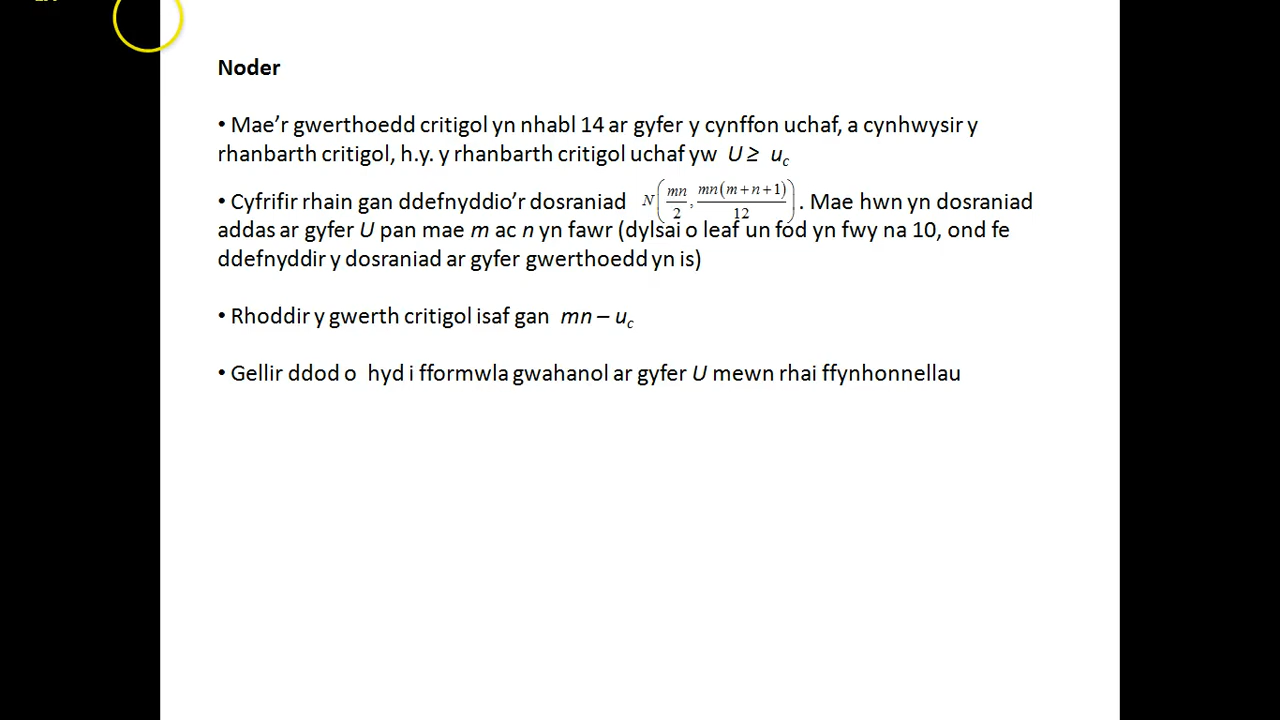 Noder
• Mae’r gwerthoedd critigol yn nhabl 14 ar gyfer y cynffon uchaf, a cynhwysir y
rhanbarth critigol, h.y. y rhanbarth critigol uchaf yw U ≥ u_c
• Cyfrifir rhain gan ddefnyddio’r dosraniad N(mn/2, mn(m+n+1)/12). Mae hwn yn dosraniad
addas ar gyfer U pan mae m ac n yn fawr (dylsai o leaf un fod yn fwy na 10, ond fe
ddefnyddir y dosraniad ar gyfer gwerthoedd yn is)
• Rhoddir y gwerth critigol isaf gan mn – u_c
• Gellir ddod o hyd i fformwla gwahanol ar gyfer U mewn rhai ffynhonnellau